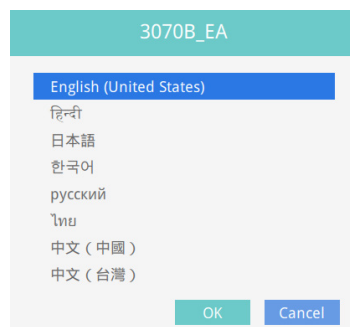 3070B_EA
English (United States)
हिन्दी
日本語
한국어
русский
ไทย
中文 ( 中國 )
中文 ( 台灣 )
OK Cancel